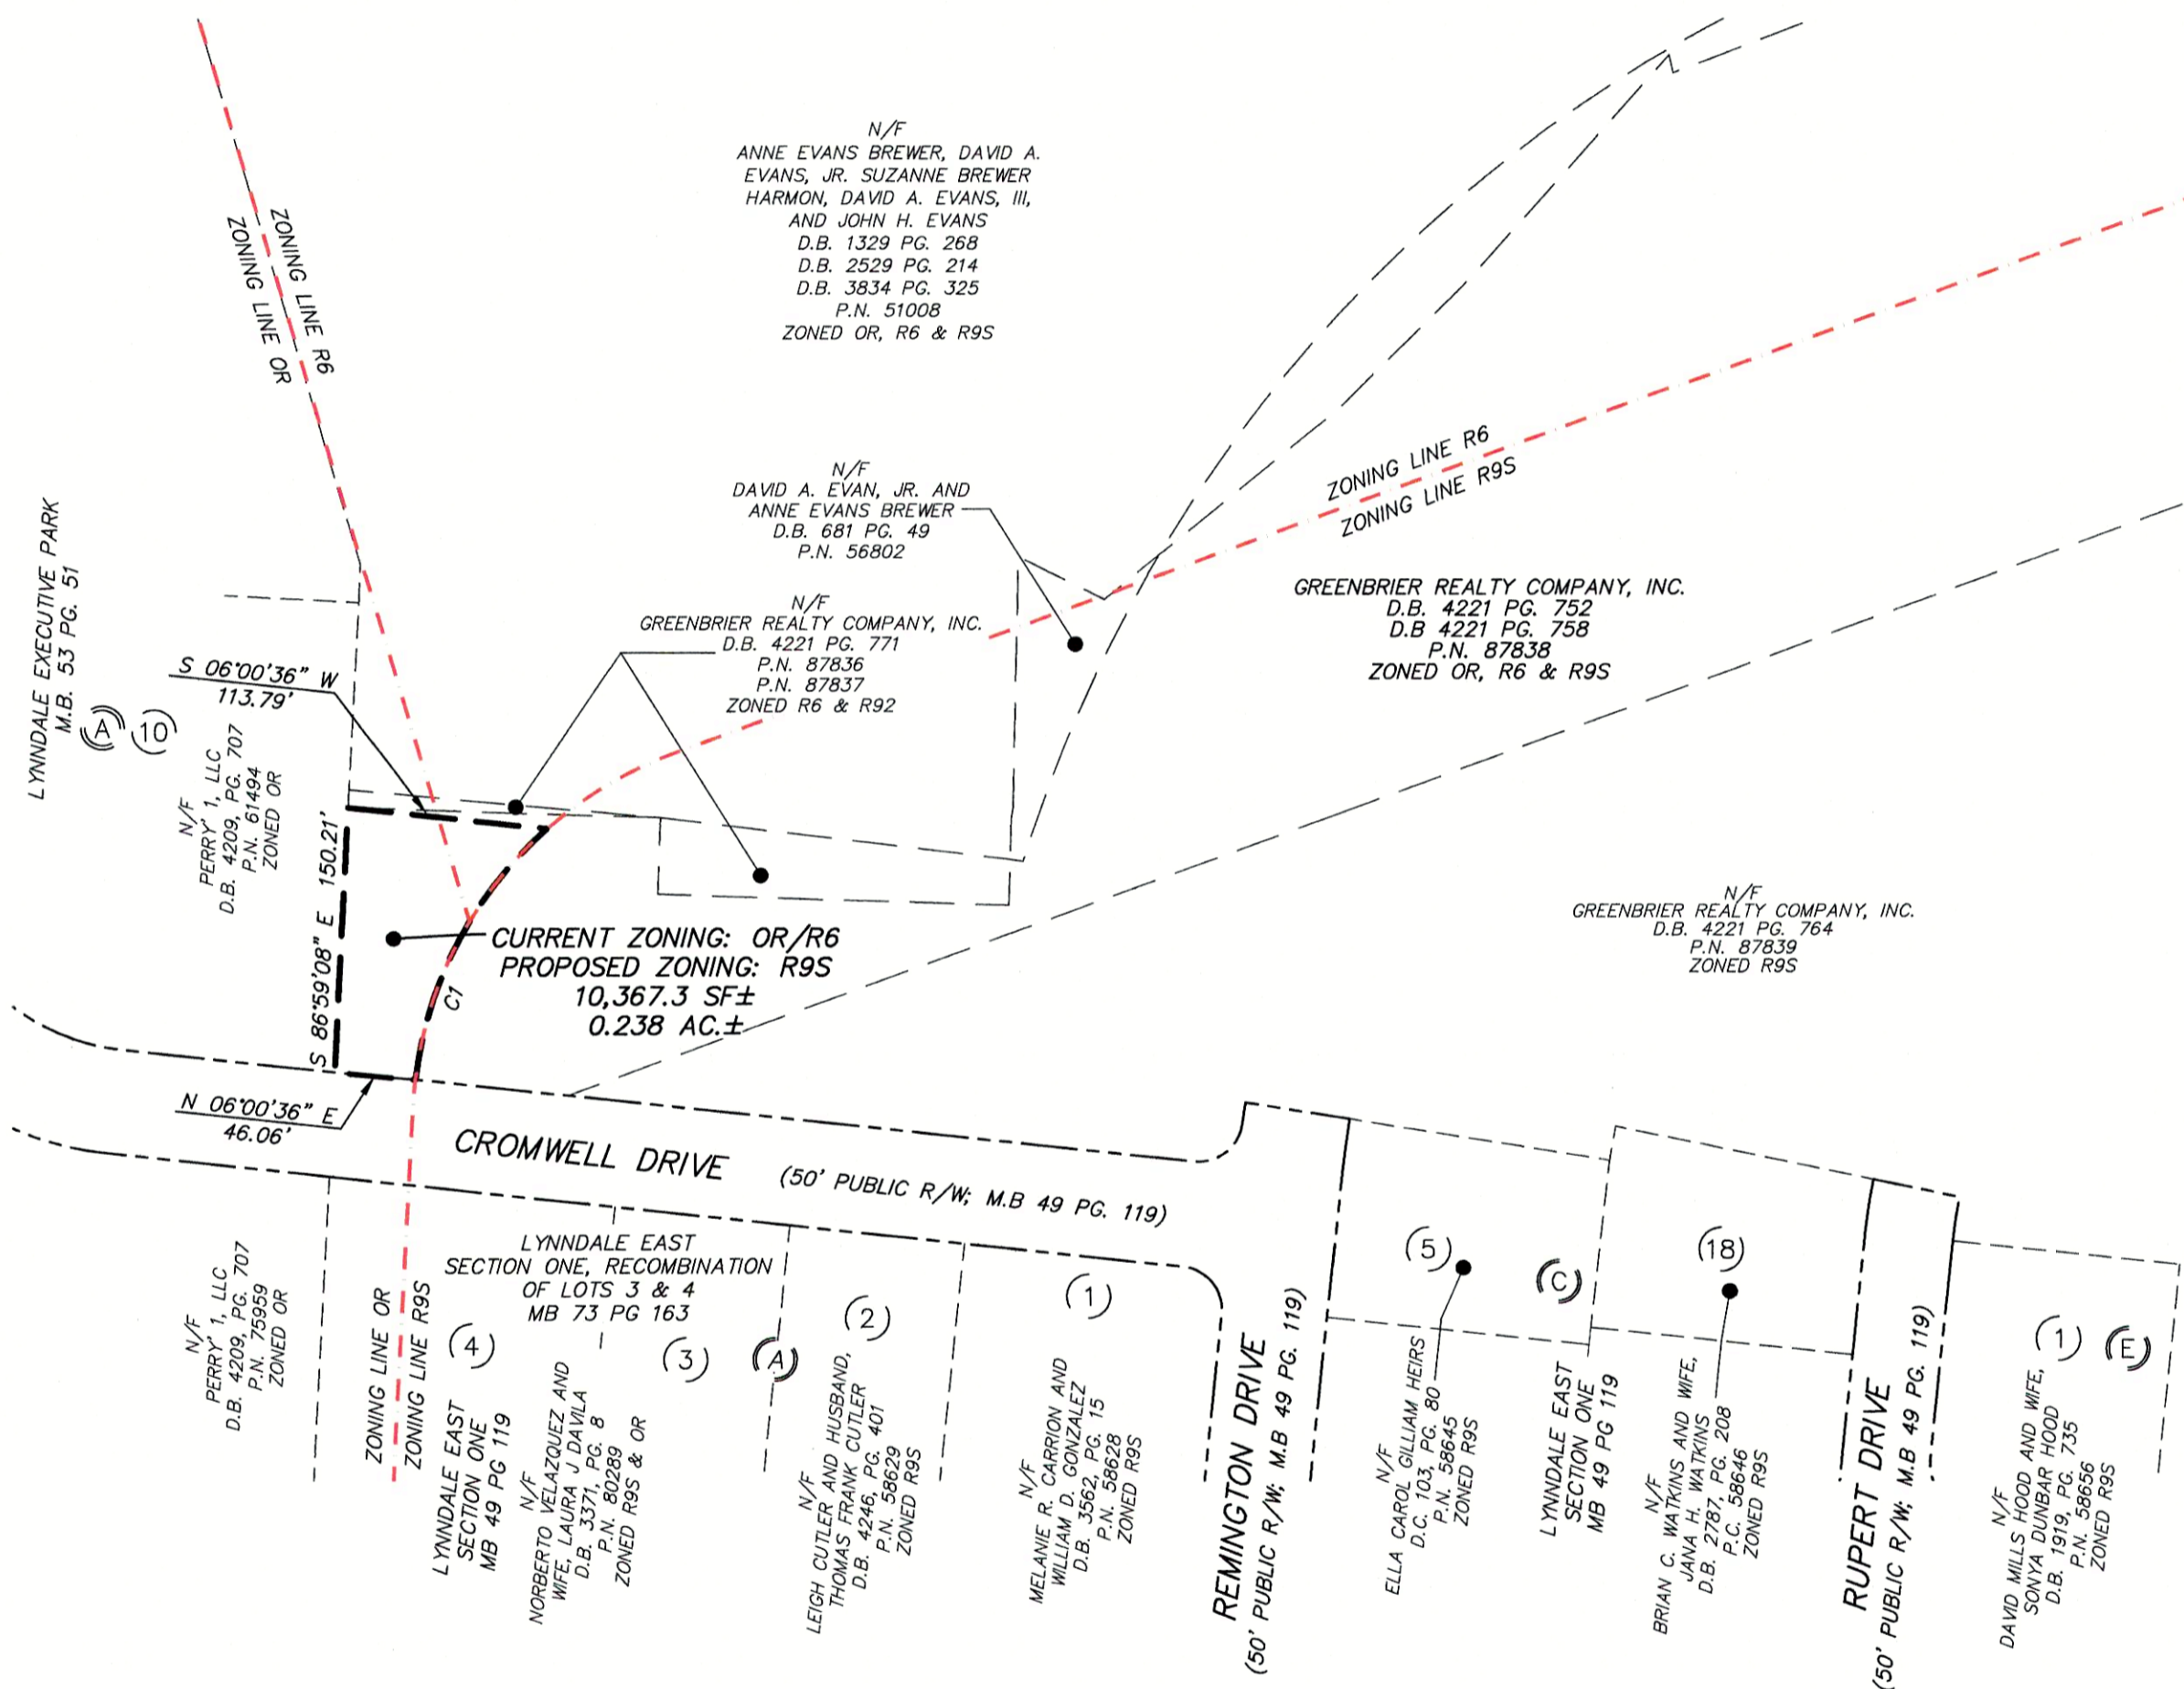 N/F
ANNE EVANS BREWER, DAVID A.
EVANS, JR. SUZANNE BREWER
HARMON, DAVID A. EVANS, III,
AND JOHN H. EVANS
D.B. 1329 PG. 268
D.B. 2529 PG. 214
D.B. 3834 PG. 325
P.N. 51008
ZONED OR, R6 & R9S
ZONING LINE R6
ZONING LINE OR
N/F
DAVID A. EVAN, JR. AND
ANNE EVANS BREWER
D.B. 681 PG. 49
P.N. 56802
ZONING LINE R6
ZONING LINE R9S
N/F
GREENBRIER REALTY COMPANY, INC.
D.B. 4221 PG. 771
P.N. 87836
P.N. 87837
ZONED R6 & R92
GREENBRIER REALTY COMPANY, INC.
D.B. 4221 PG. 752
D.B 4221 PG. 758
P.N. 87838
ZONED OR, R6 & R9S
LYNNDALE EXECUTIVE PARK
M.B. 53 PG. 51
A
10
S 06°00'36" W
113.79'
N/F
PERRY' 1, LLC
D.B. 4209, PG. 707
P.N. 61494
ZONED OR
S 86°59'08" E 150.21'
CURRENT ZONING: OR/R6
PROPOSED ZONING: R9S
10,367.3 SF±
0.238 AC.±
C1
N/F
GREENBRIER REALTY COMPANY, INC.
D.B. 4221 PG. 764
P.N. 87839
ZONED R9S
N 06°00'36" E
46.06'
CROMWELL DRIVE (50' PUBLIC R/W; M.B 49 PG. 119)
N/F
PERRY' 1, LLC
D.B. 4209, PG. 707
P.N. 75959
ZONED OR
ZONING LINE OR
ZONING LINE R9S
LYNNDALE EAST
SECTION ONE, RECOMBINATION
OF LOTS 3 & 4
MB 73 PG 163
4
3
A
2
1
LYNNDALE EAST
SECTION ONE
MB 49 PG 119
N/F
NORBERTO VELAZQUEZ AND
WIFE, LAURA J DAVILA
D.B. 3371, PG. 8
P.N. 80289
ZONED R9S & OR
N/F
LEIGH CUTLER AND HUSBAND,
THOMAS FRANK CUTLER
D.B. 4246, PG. 401
P.N. 58629
ZONED R9S
N/F
MELANIE R. CARRION AND
WILLIAM D. GONZALEZ
D.B. 3562, PG. 15
P.N. 58628
ZONED R9S
REMINGTON DRIVE
(50' PUBLIC R/W; M.B 49 PG. 119)
5
C
18
N/F
ELLA CAROL GILLIAM HEIRS
D.C. 103, PG. 80
P.N. 58645
ZONED R9S
LYNNDALE EAST
SECTION ONE
MB 49 PG 119
N/F
BRIAN C. WATKINS AND WIFE,
JANA H. WATKINS
D.B. 2787, PG. 208
P.C. 58646
ZONED R9S
RUPERT DRIVE
(50' PUBLIC R/W; M.B 49 PG. 119)
1
E
N/F
DAVID MILLS HOOD AND WIFE,
SONYA DUNBAR HOOD
D.B. 1919, PG. 735
P.N. 58656
ZONED R9S